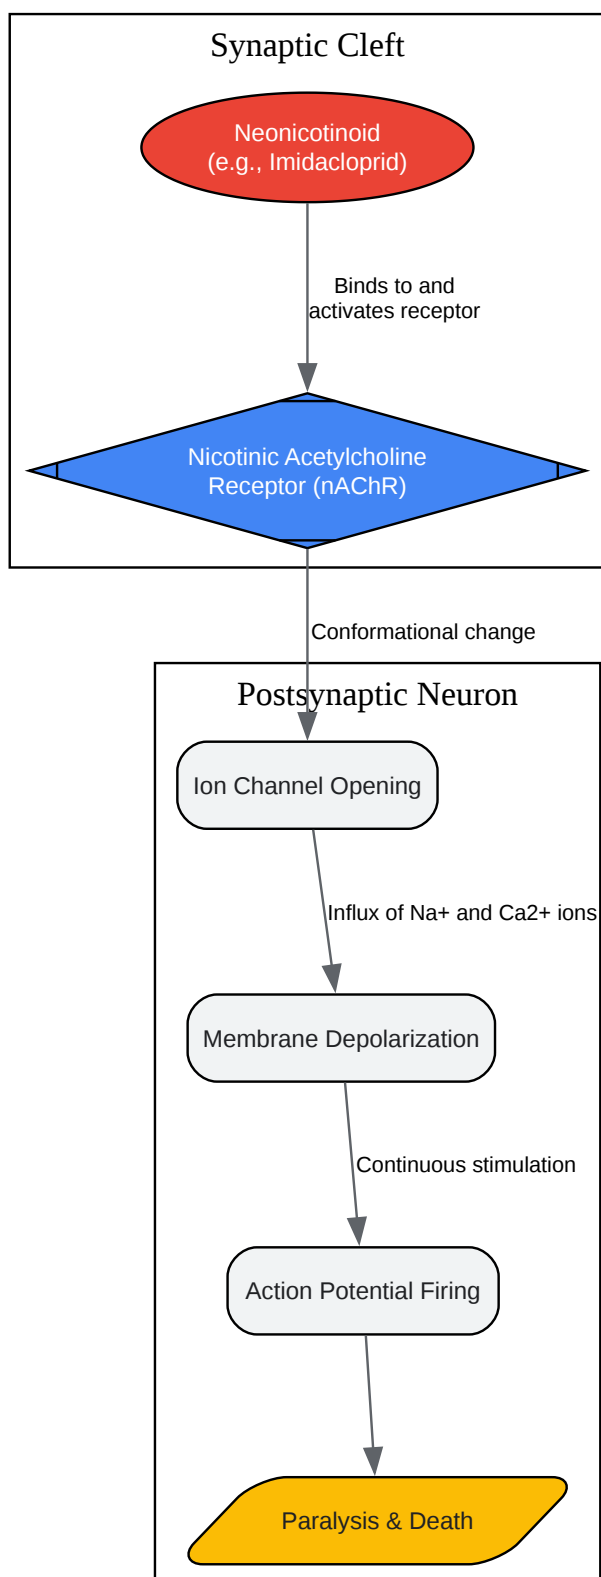 Synaptic Cleft
Neonicotinoid
(e.g., Imidacloprid)
Binds to and
activates receptor
Nicotinic Acetylcholine
Receptor (nAChR)
Conformational change
Postsynaptic Neuron
Ion Channel Opening
Influx of Na+ and Ca2+ ions
Membrane Depolarization
Continuous stimulation
Action Potential Firing
Paralysis & Death